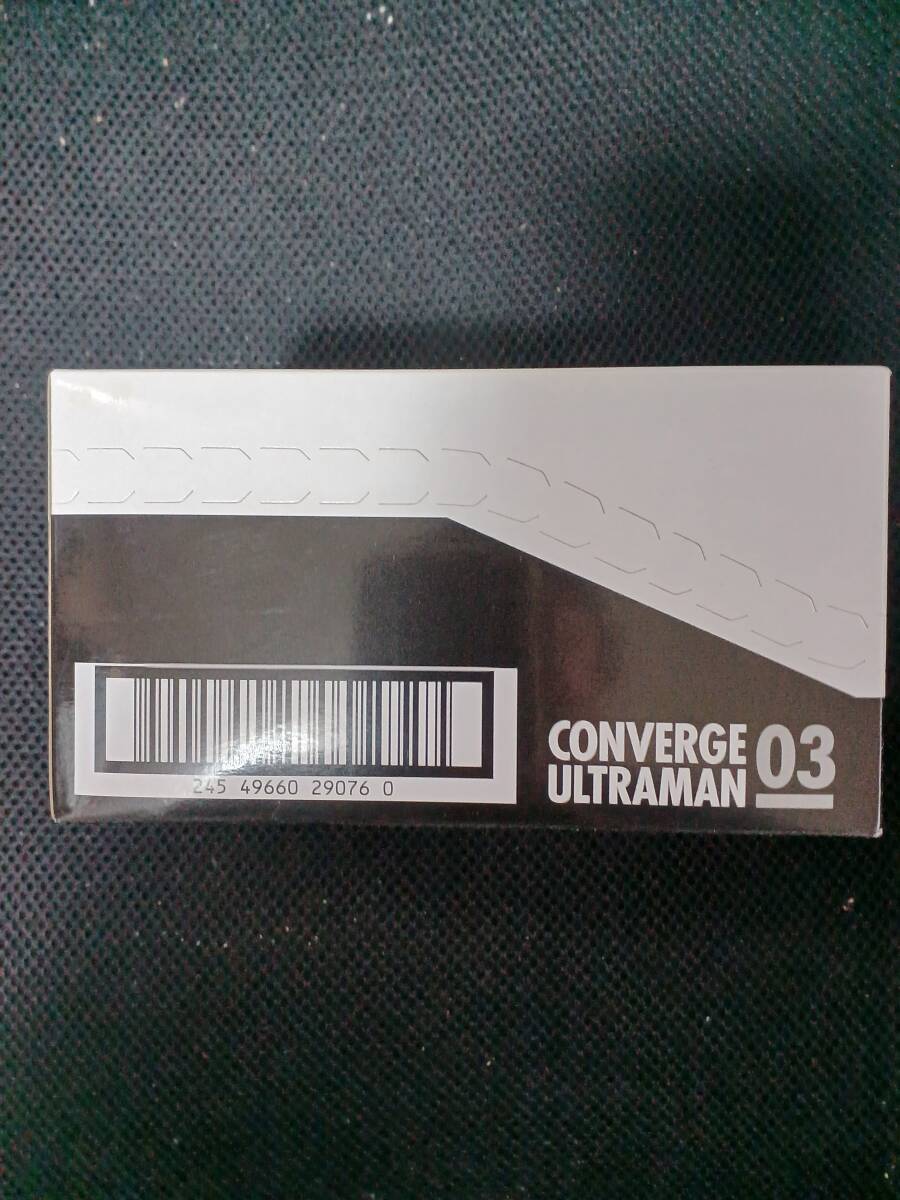 245 49660 29076 0
CONVERGE
ULTRAMAN
03